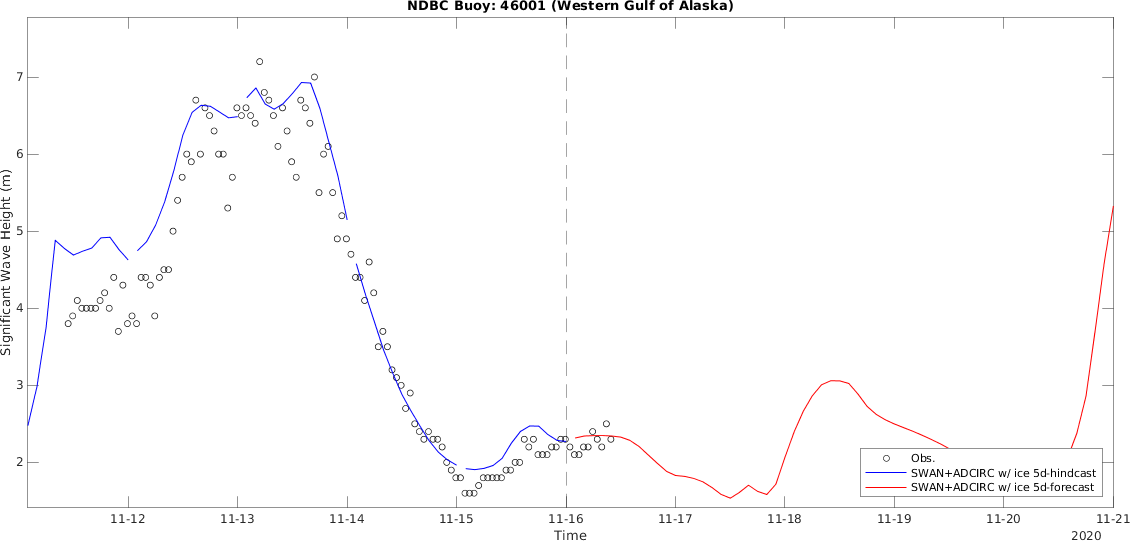 NDBC Buoy: 46001 (Western Gulf of Alaska)
7
6
5
4
3
2
Significant Wave Height (m)
Obs.
SWAN+ADCIRC w/ ice 5d-hindcast
SWAN+ADCIRC w/ ice 5d-forecast
11-12 11-13 11-14 11-15 11-16 11-17 11-18 11-19 11-20 11-21
Time
2020